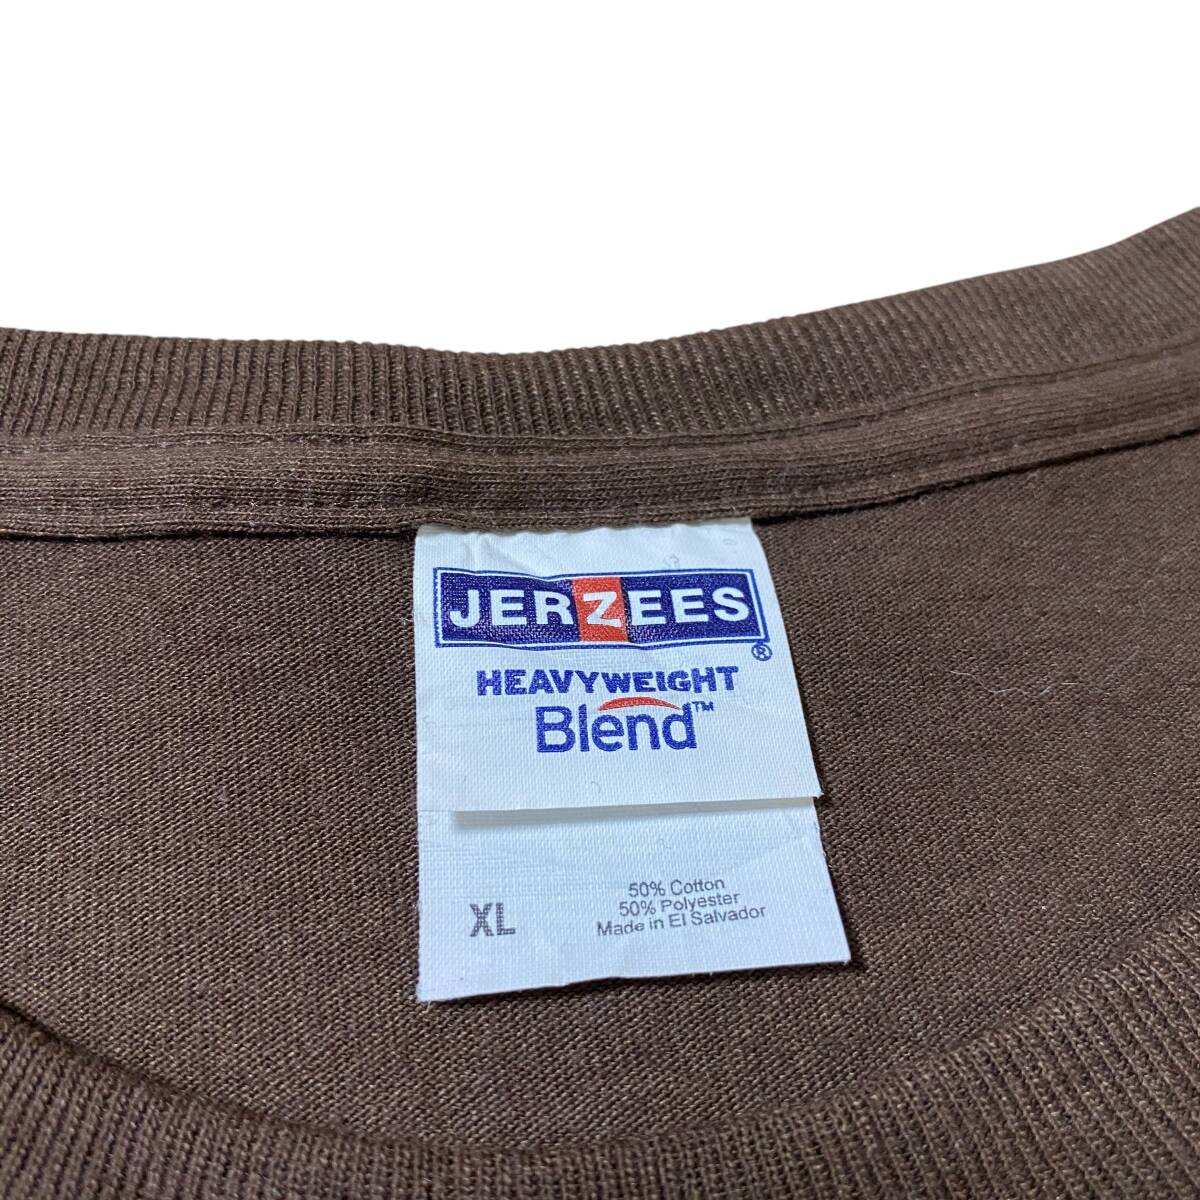 JERZEES®
HEAVYWEIGHT
Blend™
XL
50% Cotton
50% Polyester
Made in El Salvador